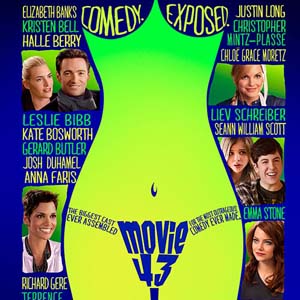 ELIZABETH BANKS
KRISTEN BELL
HALLE BERRY
COMEDY. EXPOSED.
JUSTIN LONG
CHRISTOPHER
MINTZ-PLASSE
CHLOË GRACE MORETZ
LESLIE BIBB
KATE BOSWORTH
GERARD BUTLER
JOSH DUHAMEL
ANNA FARIS
LIEV SCHREIBER
SEANN WILLIAM SCOTT
THE BIGGEST CAST
EVER ASSEMBLED
FOR THE MOST OUTRAGEOUS
COMEDY EVER MADE.
movie
43
EMMA STONE
RICHARD GERE
TERRENCE